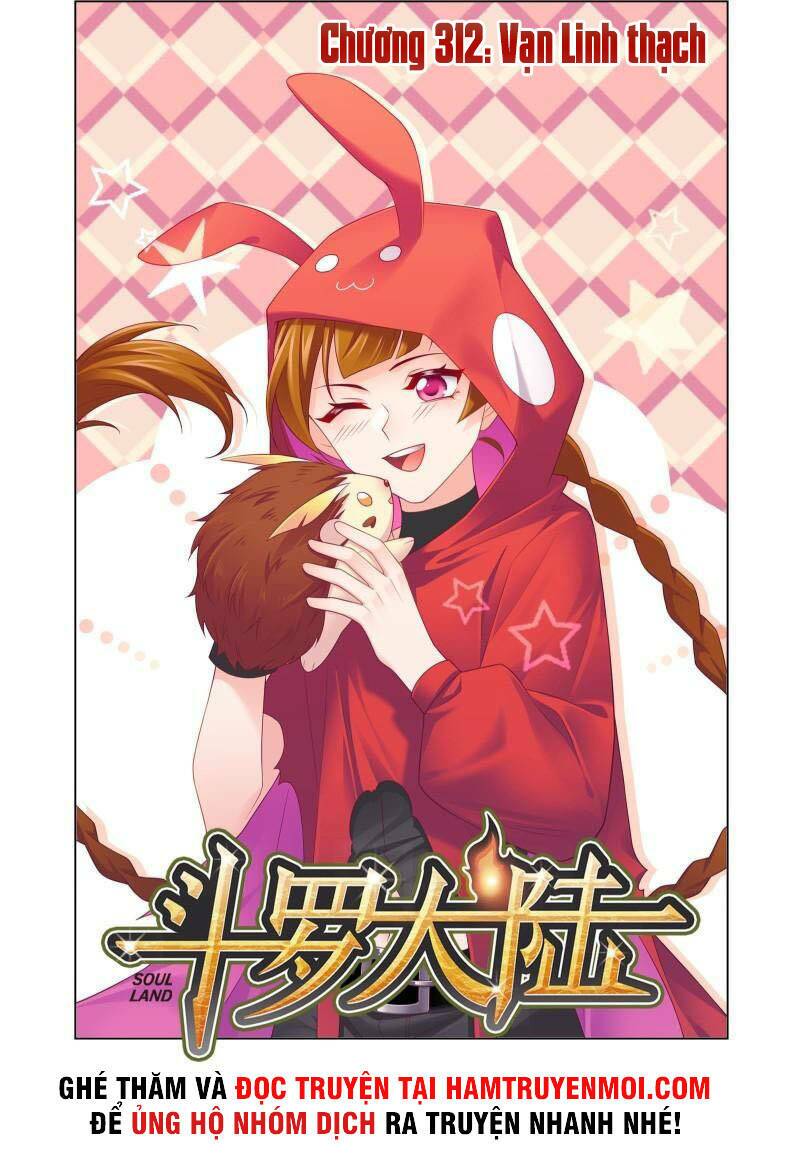 Chương 312: Vạn Linh thạch
斗罗大陆
SOUL
LAND
GHÉ THĂM VÀ ĐỌC TRUYỆN TẠI HAMTRUYENMOI.COM
ĐỂ ỦNG HỘ NHÓM DỊCH RA TRUYỆN NHANH NHÉ!